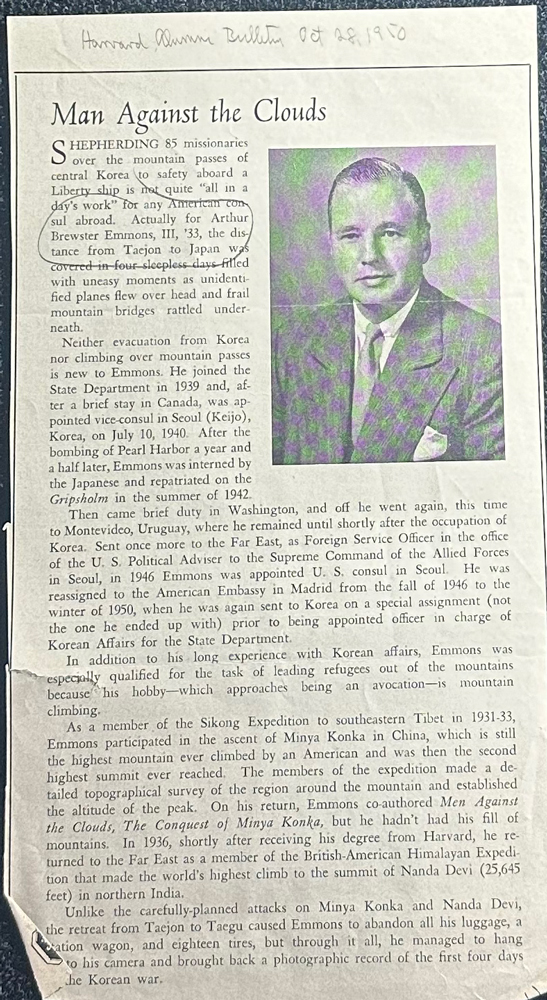 Harvard Alumni Bulletin Oct 28, 1950
Man Against the Clouds
SHEPHERDING 85 missionaries
over the mountain passes of
central Korea to safety aboard a
Liberty ship is not quite "all in a
day's work" for any American con-
sul abroad. Actually for Arthur
Brewster Emmons, III, '33, the dis-
tance from Taejon to Japan was
covered in four sleepless days filled
with uneasy moments as unidenti-
fied planes flew over head and frail
mountain bridges rattled under-
neath.
Neither evacuation from Korea
nor climbing over mountain passes
is new to Emmons. He joined the
State Department in 1939 and, af-
ter a brief stay in Canada, was ap-
pointed vice-consul in Seoul (Keijo),
Korea, on July 10, 1940. After the
bombing of Pearl Harbor a year and
a half later, Emmons was interned by
the Japanese and repatriated on the
Gripsholm in the summer of 1942.
Then came brief duty in Washington, and off he went again, this time
to Montevideo, Uruguay, where he remained until shortly after the occupation of
Korea. Sent once more to the Far East, as Foreign Service Officer in the office
of the U. S. Political Adviser to the Supreme Command of the Allied Forces
in Seoul, in 1946 Emmons was appointed U. S. consul in Seoul. He was
reassigned to the American Embassy in Madrid from the fall of 1946 to the
winter of 1950, when he was again sent to Korea on a special assignment (not
the one he ended up with) prior to being appointed officer in charge of
Korean Affairs for the State Department.
In addition to his long experience with Korean affairs, Emmons was
especially qualified for the task of leading refugees out of the mountains
because his hobby—which approaches being an avocation—is mountain
climbing.
As a member of the Sikong Expedition to southeastern Tibet in 1931-33,
Emmons participated in the ascent of Minya Konka in China, which is still
the highest mountain ever climbed by an American and was then the second
highest summit ever reached. The members of the expedition made a de-
tailed topographical survey of the region around the mountain and established
the altitude of the peak. On his return, Emmons co-authored Men Against
the Clouds, The Conquest of Minya Konka, but he hadn't had his fill of
mountains. In 1936, shortly after receiving his degree from Harvard, he re-
turned to the Far East as a member of the British-American Himalayan Expedi-
tion that made the world's highest climb to the summit of Nanda Devi (25,645
feet) in northern India.
Unlike the carefully-planned attacks on Minya Konka and Nanda Devi,
the retreat from Taejon to Taegu caused Emmons to abandon all his luggage, a
ation wagon, and eighteen tires, but through it all, he managed to hang
to his camera and brought back a photographic record of the first four days
the Korean war.